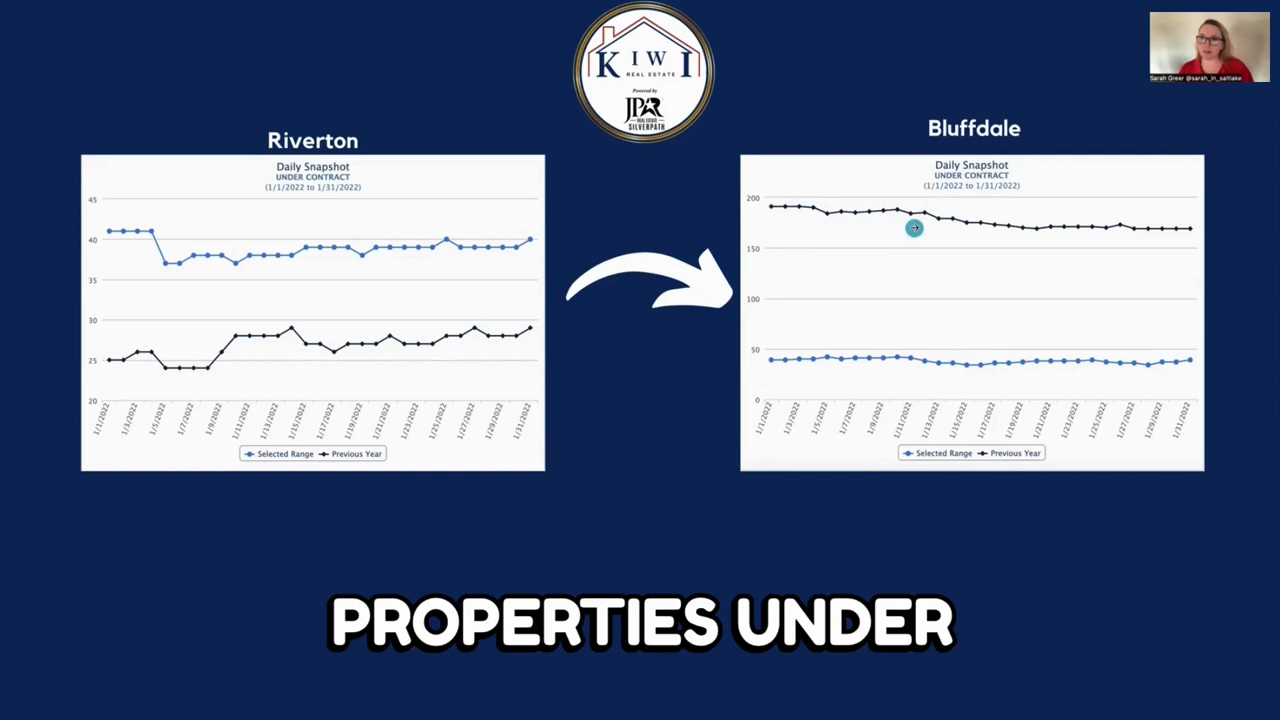 KIWI
REAL ESTATE
Powered by
JPAR
REAL ESTATE
SILVERPATH
Sarah Greer @sarah_in_saltlake
Riverton
Daily Snapshot
UNDER CONTRACT
(1/1/2022 to 1/31/2022)
45
40
35
30
25
20
1/1/2022
1/3/2022
1/5/2022
1/7/2022
1/9/2022
1/11/2022
1/13/2022
1/15/2022
1/17/2022
1/19/2022
1/21/2022
1/23/2022
1/25/2022
1/27/2022
1/29/2022
1/31/2022
Selected Range Previous Year
Bluffdale
Daily Snapshot
UNDER CONTRACT
(1/1/2022 to 1/31/2022)
200
150
100
50
0
1/1/2022
1/3/2022
1/5/2022
1/7/2022
1/9/2022
1/11/2022
1/13/2022
1/15/2022
1/17/2022
1/19/2022
1/21/2022
1/23/2022
1/25/2022
1/27/2022
1/29/2022
1/31/2022
Selected Range Previous Year
PROPERTIES UNDER